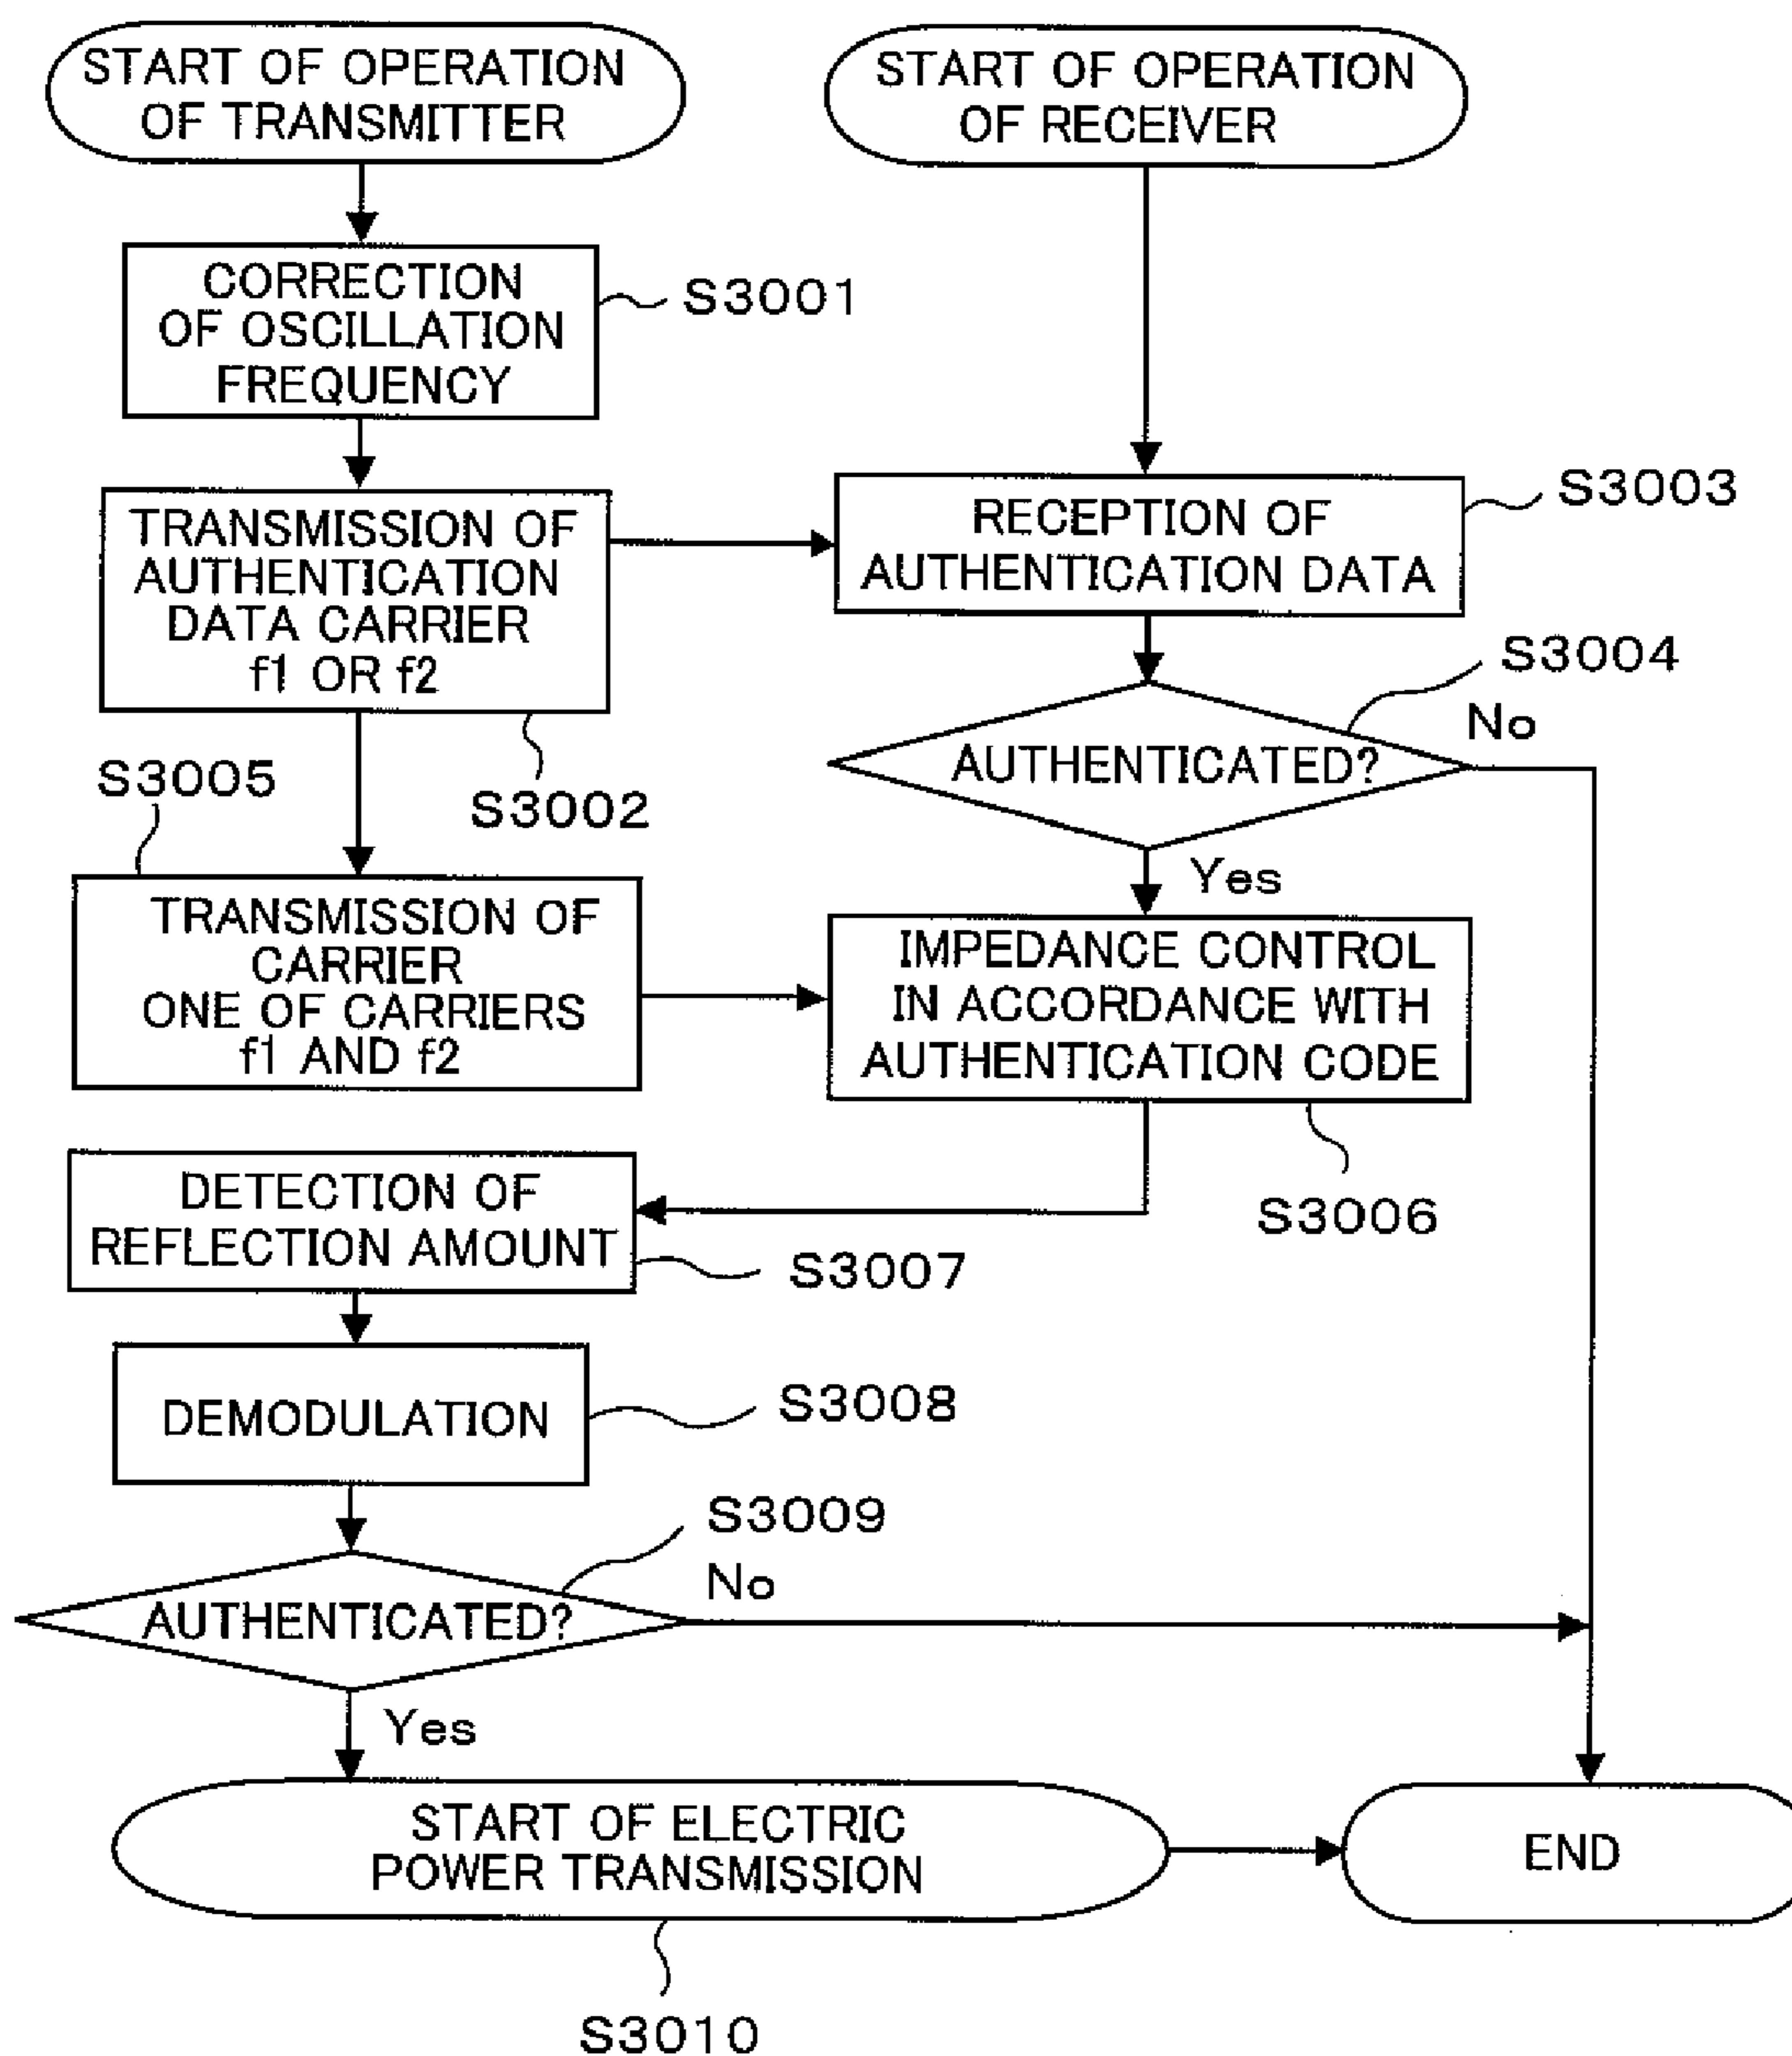 START OF OPERATION
OF TRANSMITTER
START OF OPERATION
OF RECEIVER
CORRECTION
OF OSCILLATION
FREQUENCY
S3001
TRANSMISSION OF
AUTHENTICATION
DATA CARRIER
f1 OR f2
S3002
RECEPTION OF
AUTHENTICATION DATA
S3003
S3004
AUTHENTICATED?
No
Yes
S3005
TRANSMISSION OF
CARRIER
ONE OF CARRIERS
f1 AND f2
IMPEDANCE CONTROL
IN ACCORDANCE WITH
AUTHENTICATION CODE
S3006
DETECTION OF
REFLECTION AMOUNT
S3007
DEMODULATION
S3008
S3009
AUTHENTICATED?
No
Yes
START OF ELECTRIC
POWER TRANSMISSION
END
S3010